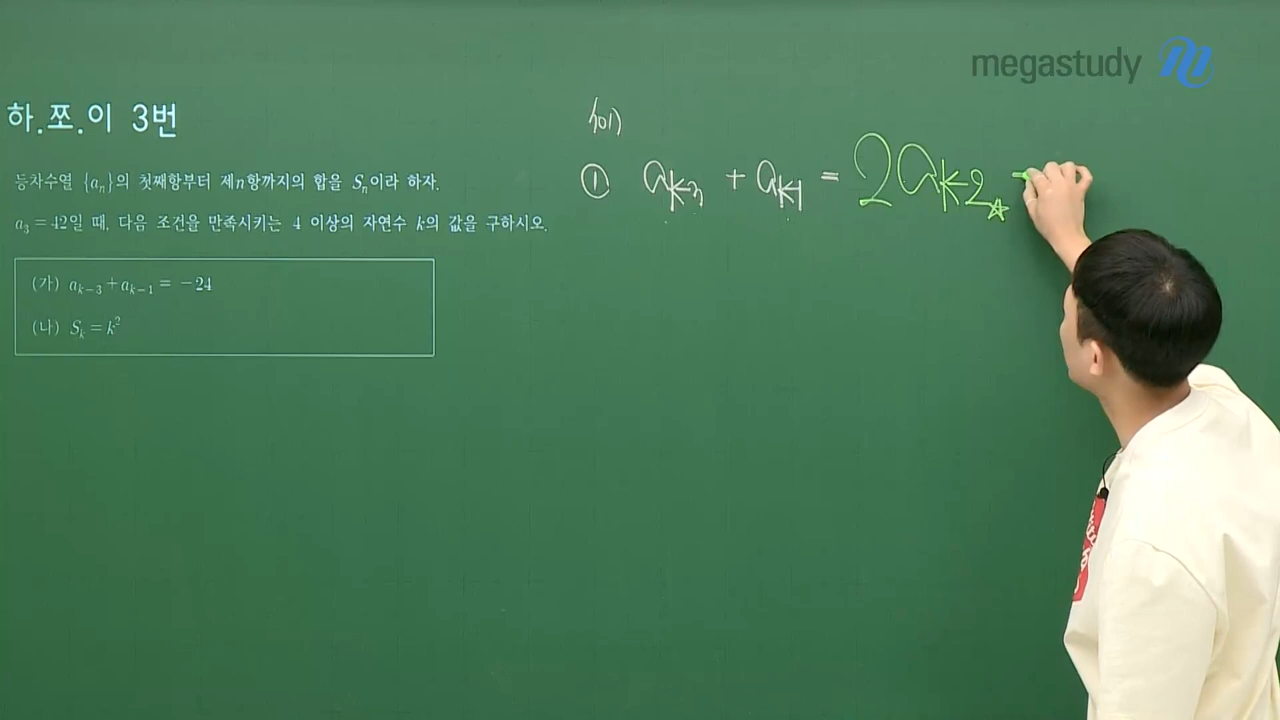 megastudy
하.쪼.이 3번
등차수열 {aₙ}의 첫째항부터 제n항까지의 합을 Sₙ이라 하자.
a₃ = 42일 때, 다음 조건을 만족시키는 4 이상의 자연수 k의 값을 구하시오.
(가) aₖ₋₃ + aₖ₋₁ = −24
(나) Sₖ = k²
① aₖ₋₃ + aₖ₋₁ = 2aₖ₋₂